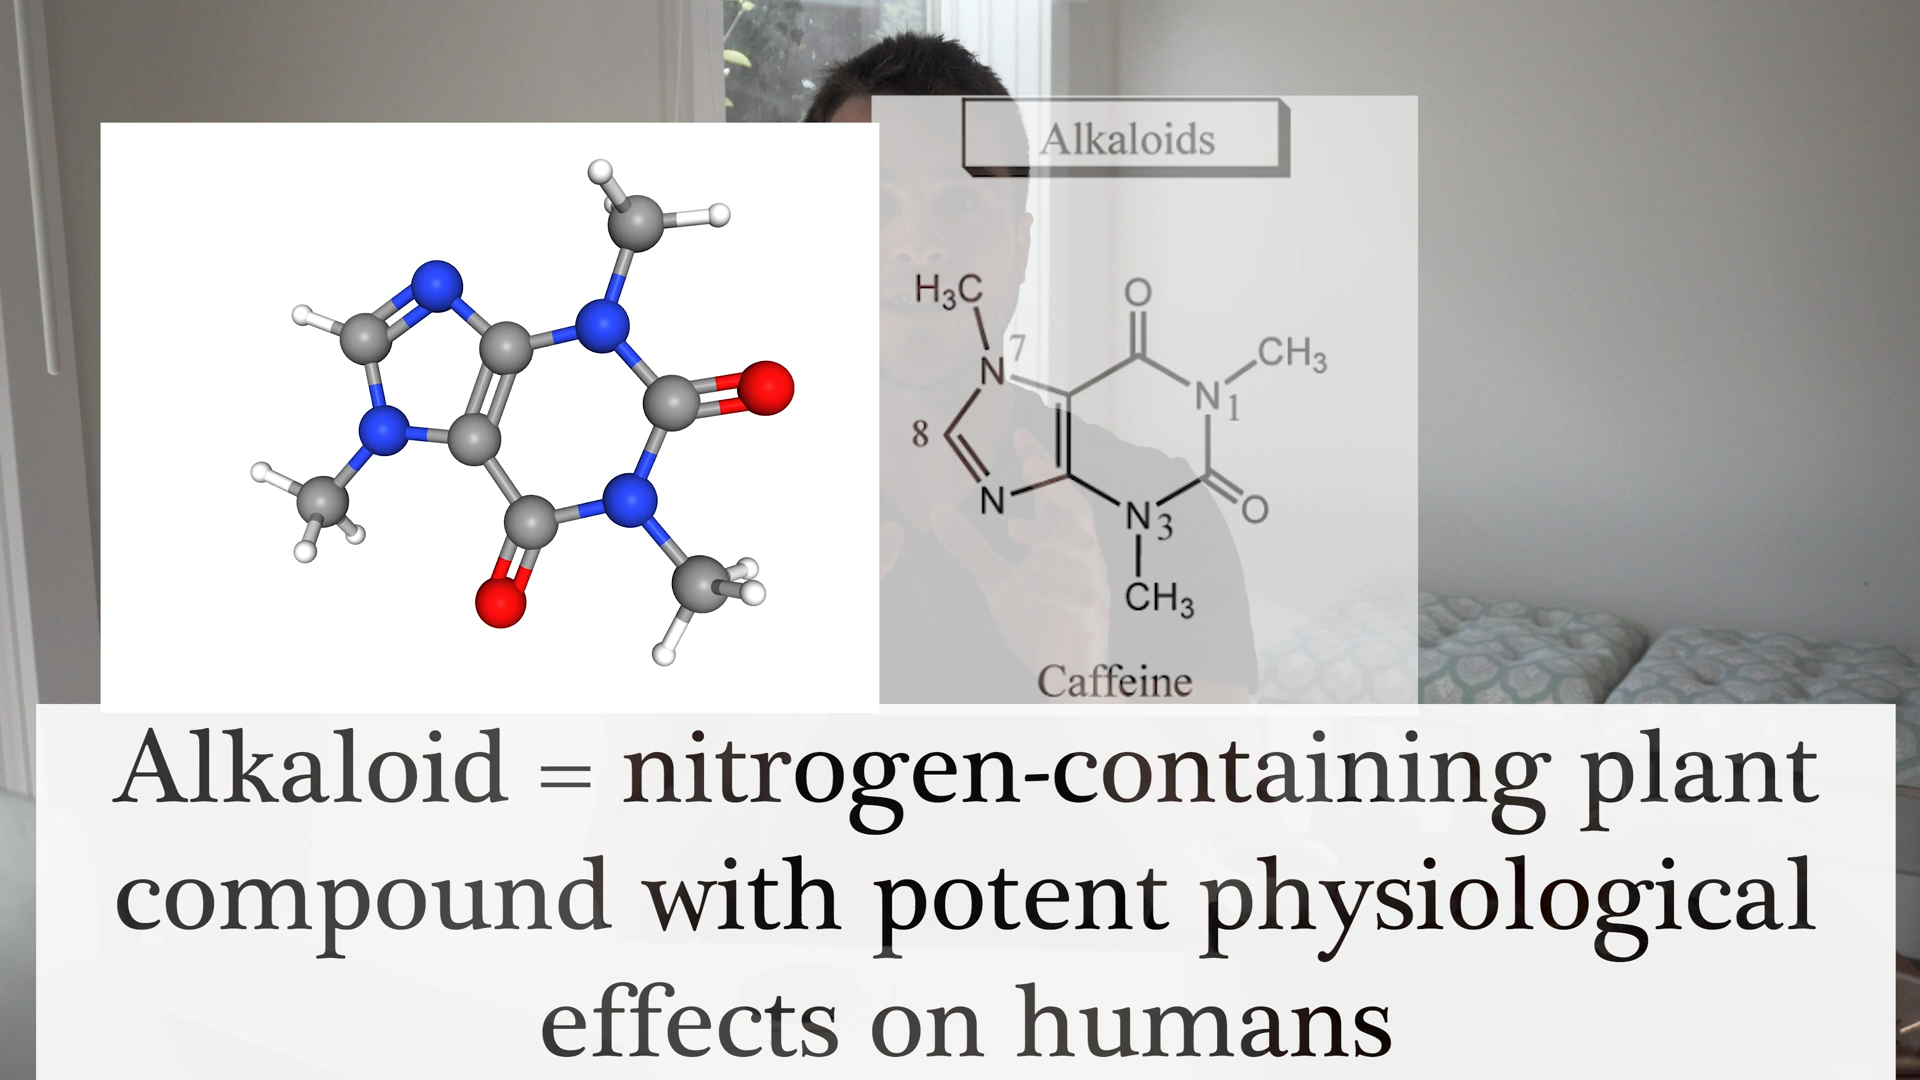 Alkaloids
H₃C
O
7
CH₃
N
N
1
8
N
N
3
O
CH₃
Caffeine
Alkaloid = nitrogen-containing plant
compound with potent physiological
effects on humans